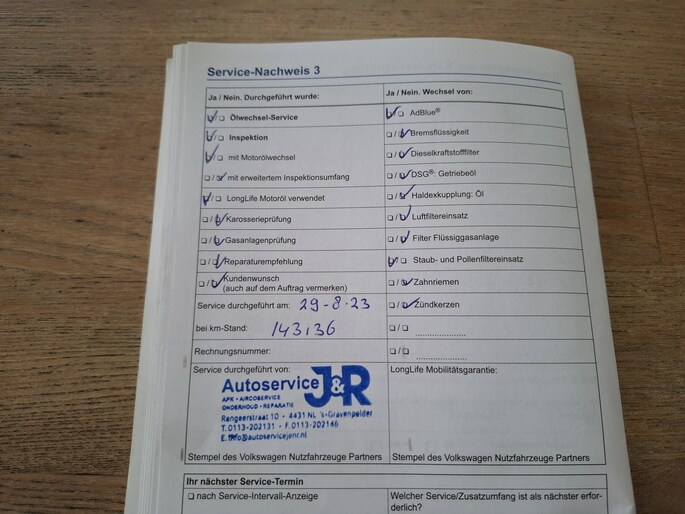 Service-Nachweis 3
Ja / Nein. Durchgeführt wurde:
☑/☐ Ölwechsel-Service
☑/☐ Inspektion
☑/☐ mit Motorölwechsel
☐/☑ mit erweitertem Inspektionsumfang
☑/☐ LongLife Motoröl verwendet
☐/☑ Karosserieprüfung
☐/☑ Gasanlagenprüfung
☐/☑ Reparaturempfehlung
☐/☑ Kundenwunsch
(auch auf dem Auftrag vermerken)
Service durchgeführt am: 29-8-23
bei km-Stand: 143136
Rechnungsnummer:
Service durchgeführt von:
Autoservice J&R
APK - AIRCOSERVICE
ONDERHOUD - REPARATIE
Rangeerstraat 10 - 4431 NL 's-Gravenpolder
T. 0113-202131 - F. 0113-202146
E. info@autoservicejenr.nl
Stempel des Volkswagen Nutzfahrzeuge Partners
Ja / Nein. Wechsel von:
☑/☐ AdBlue®
☐/☑ Bremsflüssigkeit
☐/☑ Dieselkraftstofffilter
☐/☑ DSG®: Getriebeöl
☐/☑ Haldexkupplung: Öl
☐/☑ Luftfiltereinsatz
☐/☑ Filter Flüssiggasanlage
☑/☐ Staub- und Pollenfiltereinsatz
☐/☑ Zahnriemen
☐/☑ Zündkerzen
☐/☐ ....................
☐/☐ ....................
LongLife Mobilitätsgarantie:
Stempel des Volkswagen Nutzfahrzeuge Partners
Ihr nächster Service-Termin
☐ nach Service-Intervall-Anzeige
Welcher Service/Zusatzumfang ist als nächster erfor-
derlich?